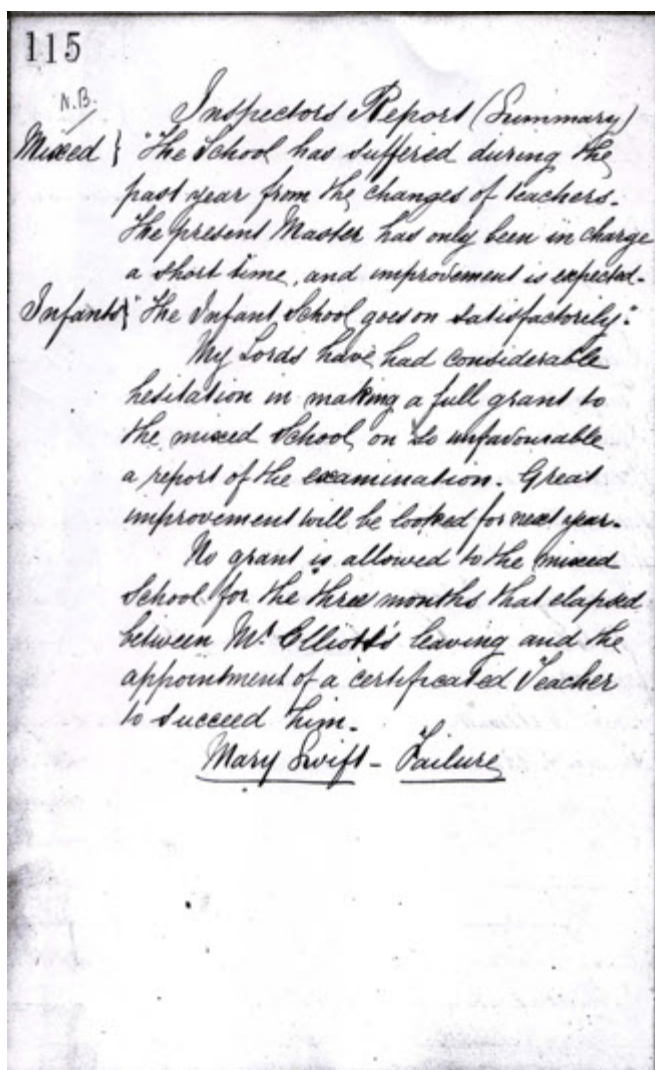 115
N.B.
Inspectors Report (Summary)
Mixed } "The School has suffered during the
past year from the changes of teachers.
The present Master has only been in charge
a short time, and improvement is expected.
Infants } "The Infant School goes on satisfactorily."
My Lords have had considerable
hesitation in making a full grant to
the mixed School, on so unfavourable
a report of the examination. Great
improvement will be looked for next year.
No grant is allowed to the mixed
School for the three months that elapsed
between Mr Elliott's leaving and the
appointment of a certificated Teacher
to succeed him.
Mary Swift - Failure